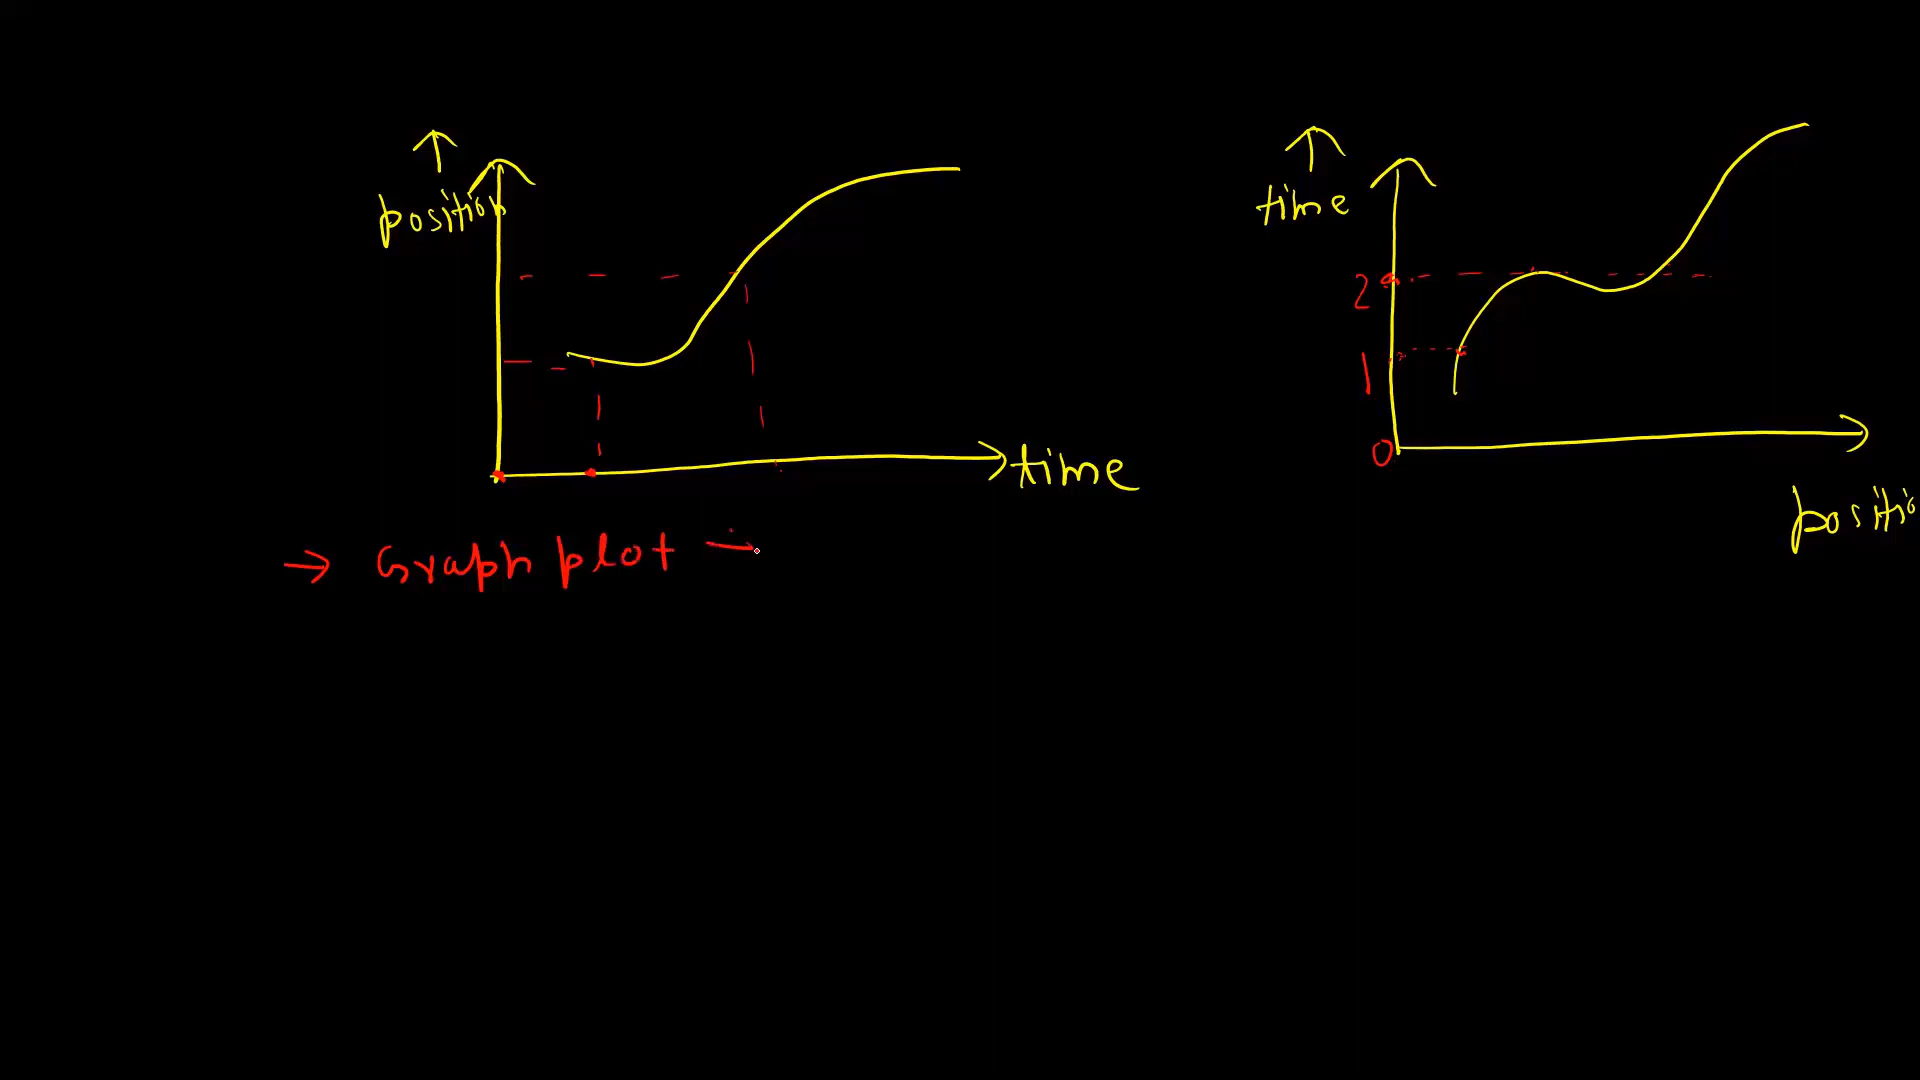 position
time
time
2
1
0
positio
→ Graph plot →